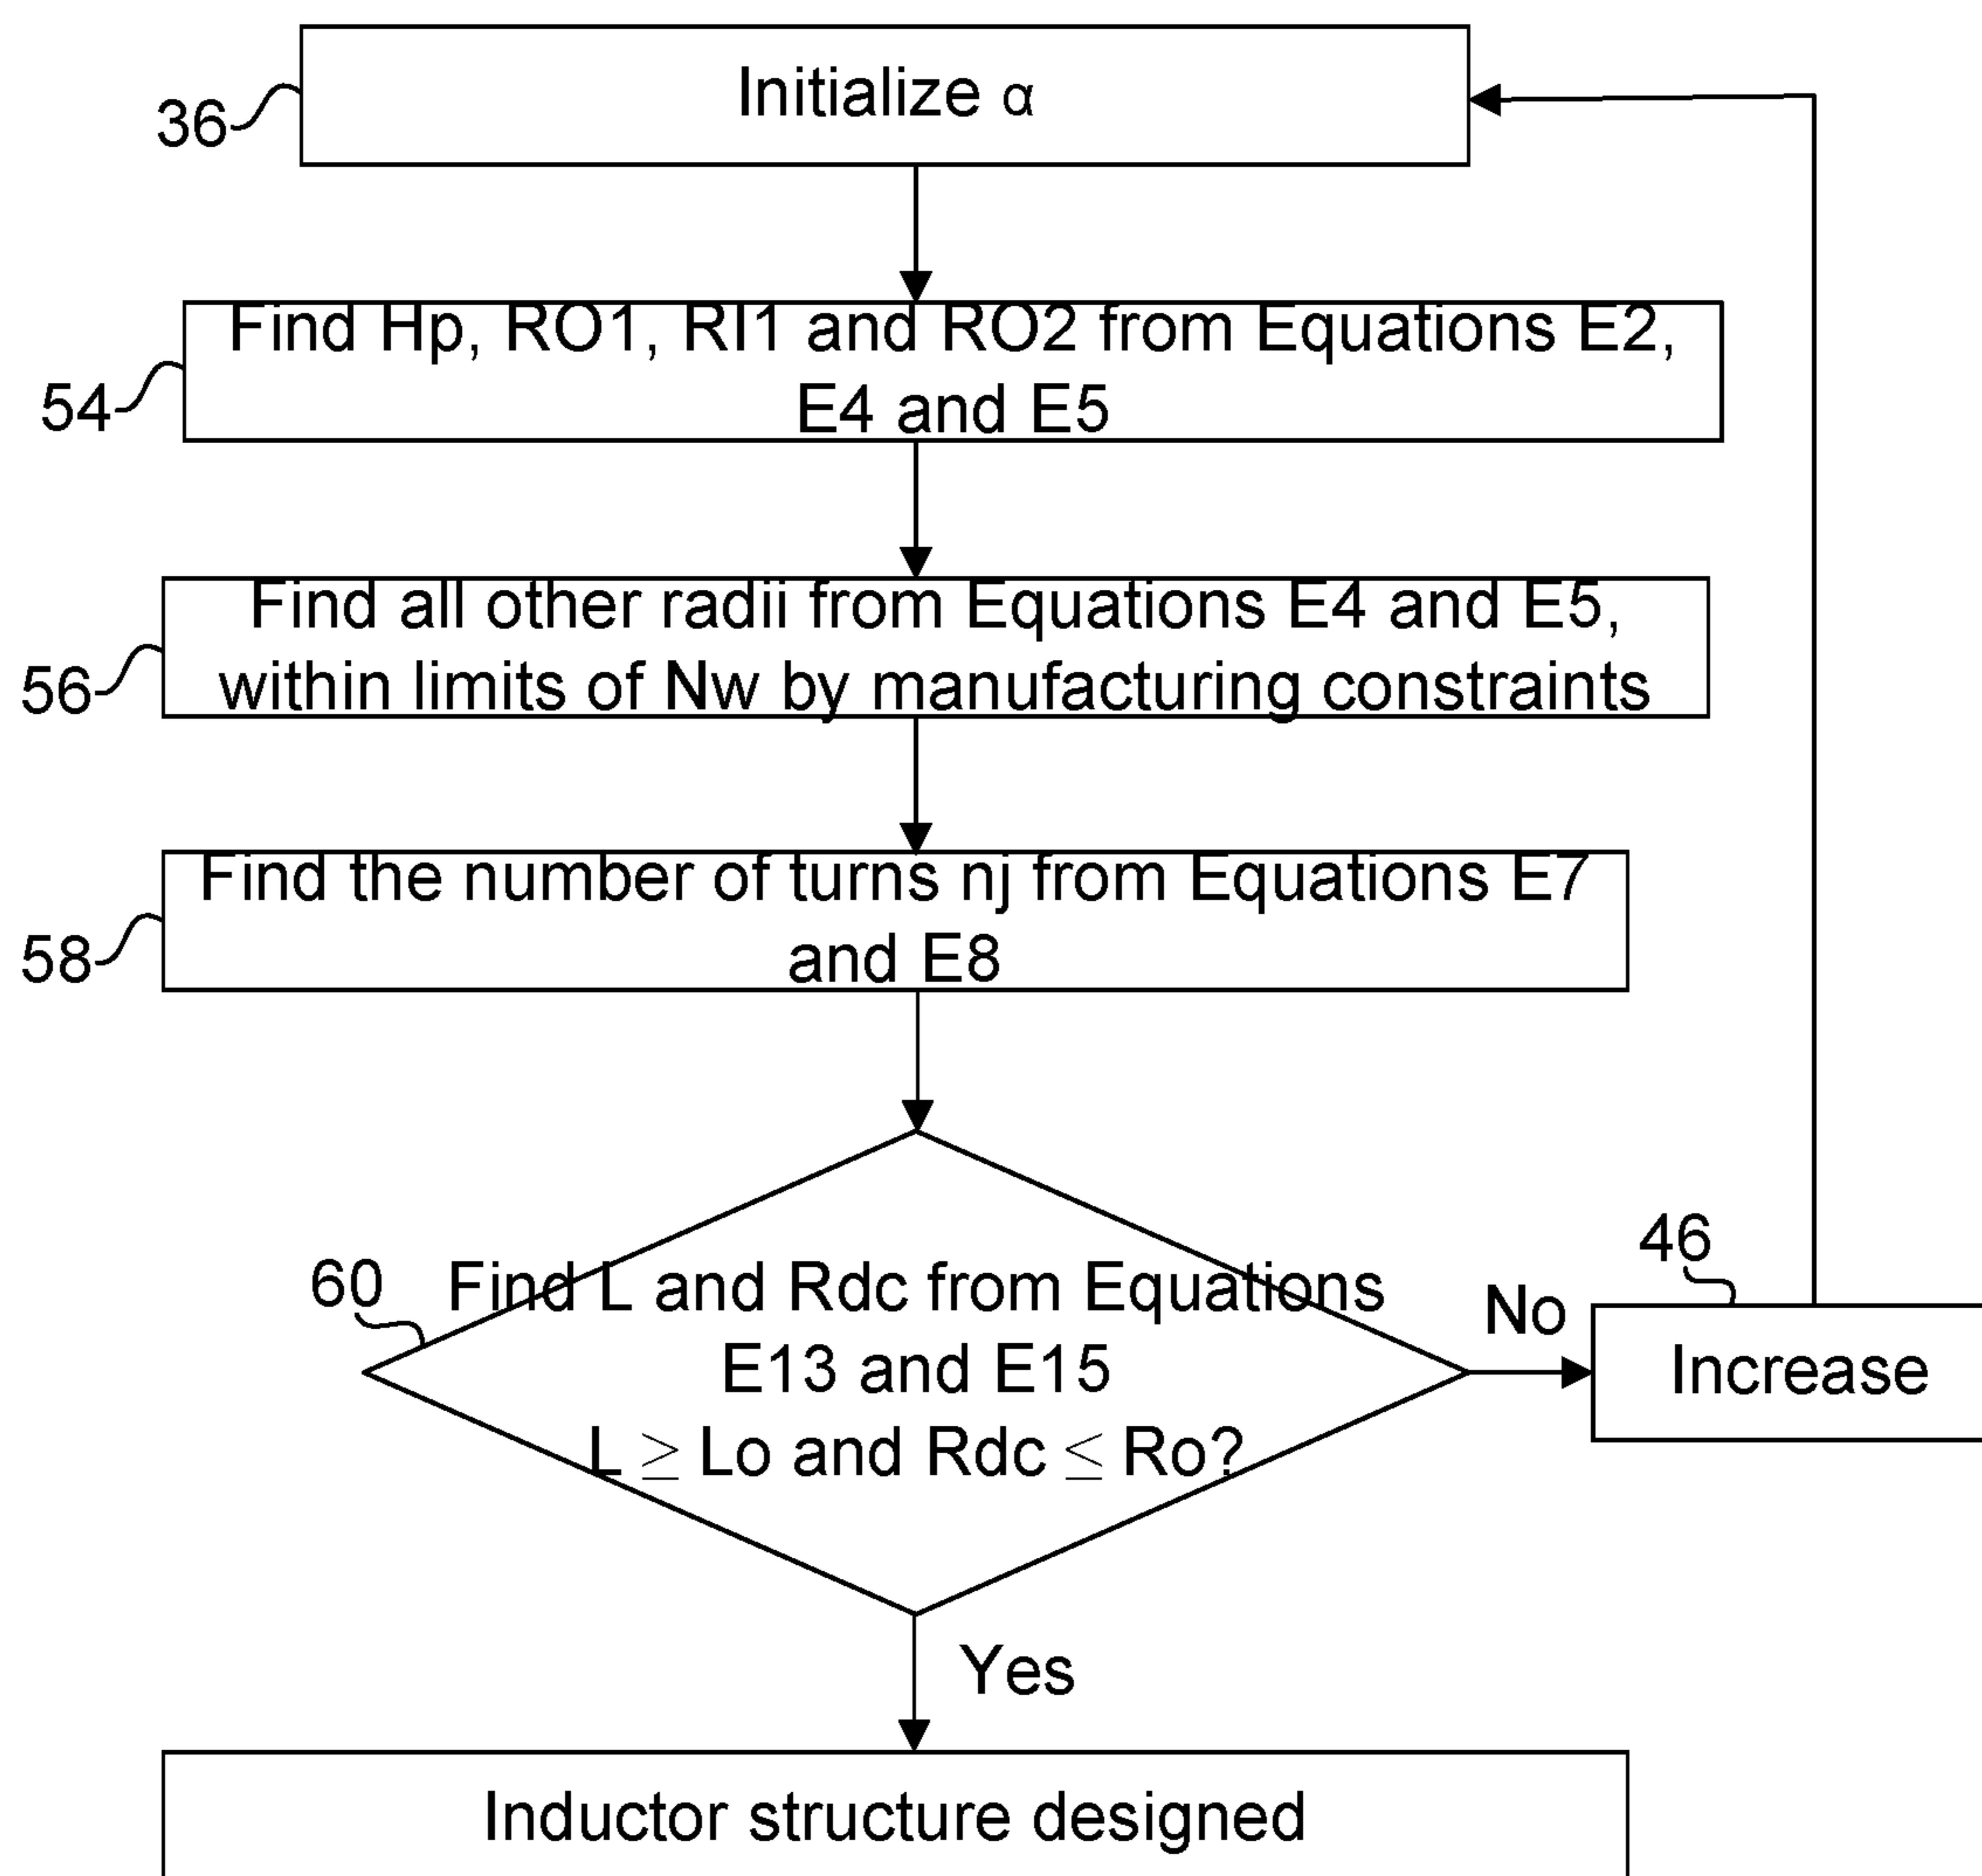 Initialize α
36
Find Hp, RO1, RI1 and RO2 from Equations E2,
E4 and E5
54
Find all other radii from Equations E4 and E5,
within limits of Nw by manufacturing constraints
56
Find the number of turns nj from Equations E7
and E8
58
60
Find L and Rdc from Equations
E13 and E15
L ≥ Lo and Rdc ≤ Ro?
No
46
Increase
Yes
Inductor structure designed